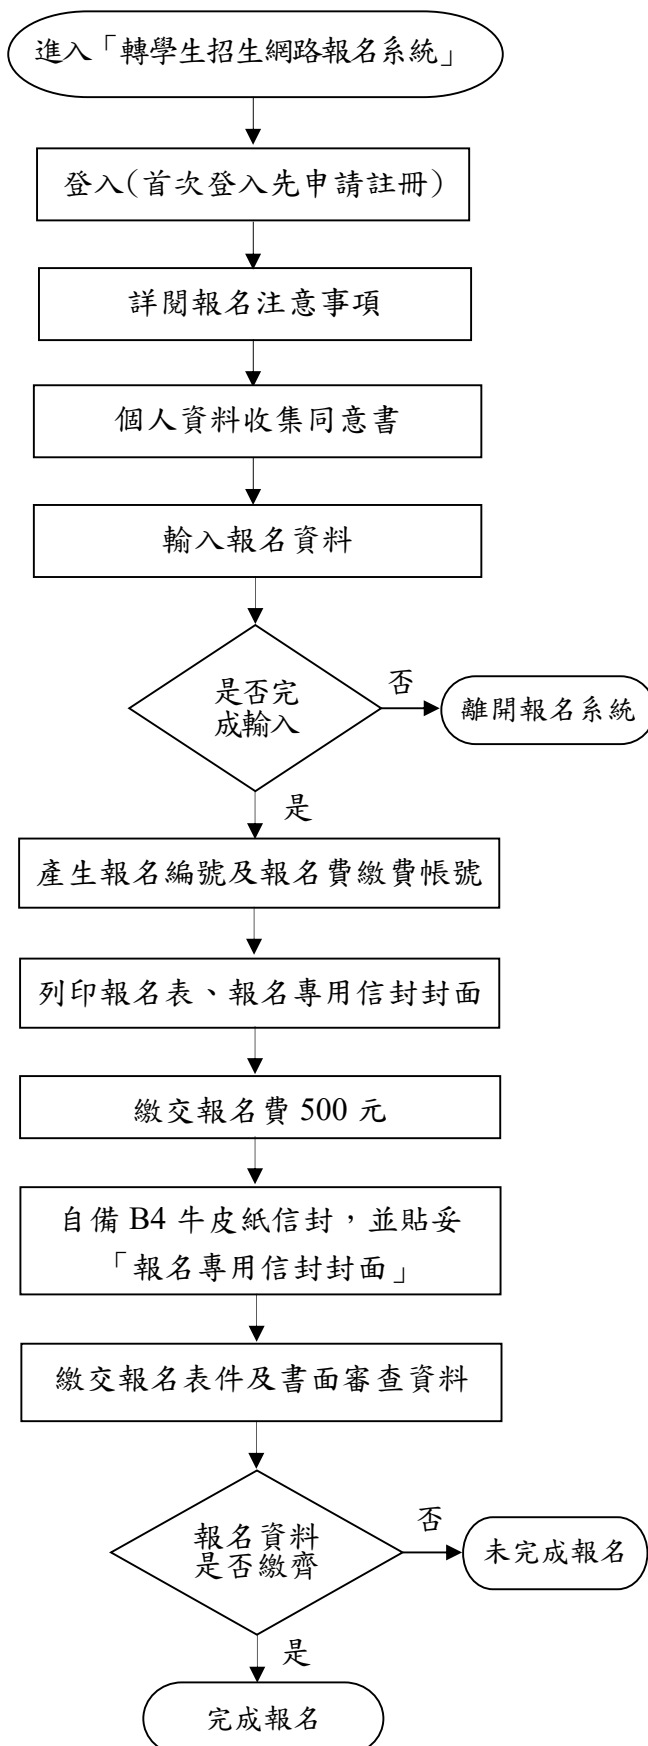 進入「轉學生招生網路報名系統」
登入(首次登入先申請註冊)
詳閱報名注意事項
個人資料收集同意書
輸入報名資料
是否完
成輸入
否
離開報名系統
是
產生報名編號及報名費繳費帳號
列印報名表、報名專用信封封面
繳交報名費 500 元
自備 B4 牛皮紙信封，並貼妥
「報名專用信封封面」
繳交報名表件及書面審查資料
報名資料
是否繳齊
否
未完成報名
是
完成報名